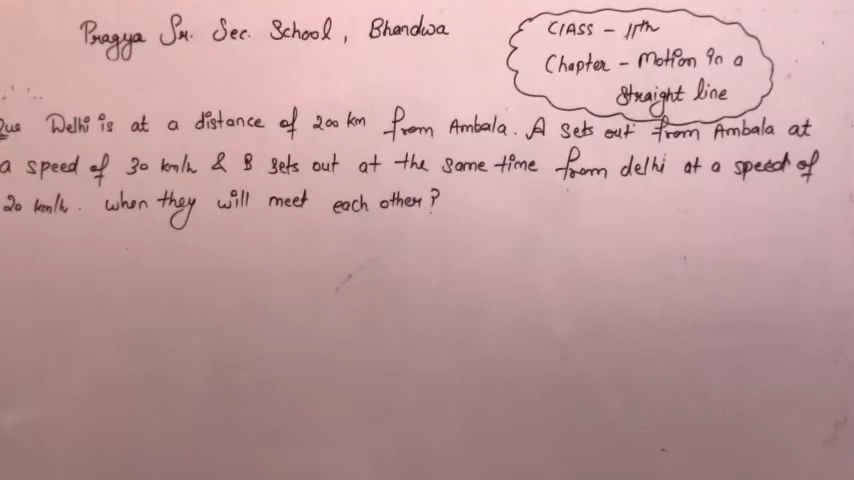 Pragya Sr. Sec. School, Bhandwa
CIASS - 11th
Chapter - Motion in a
straight line
Que Delhi is at a distance of 200 km from Ambala. A sets out from Ambala at
a speed of 30 km/h & B sets out at the same time from delhi at a speed of
20 km/h. when they will meet each other?